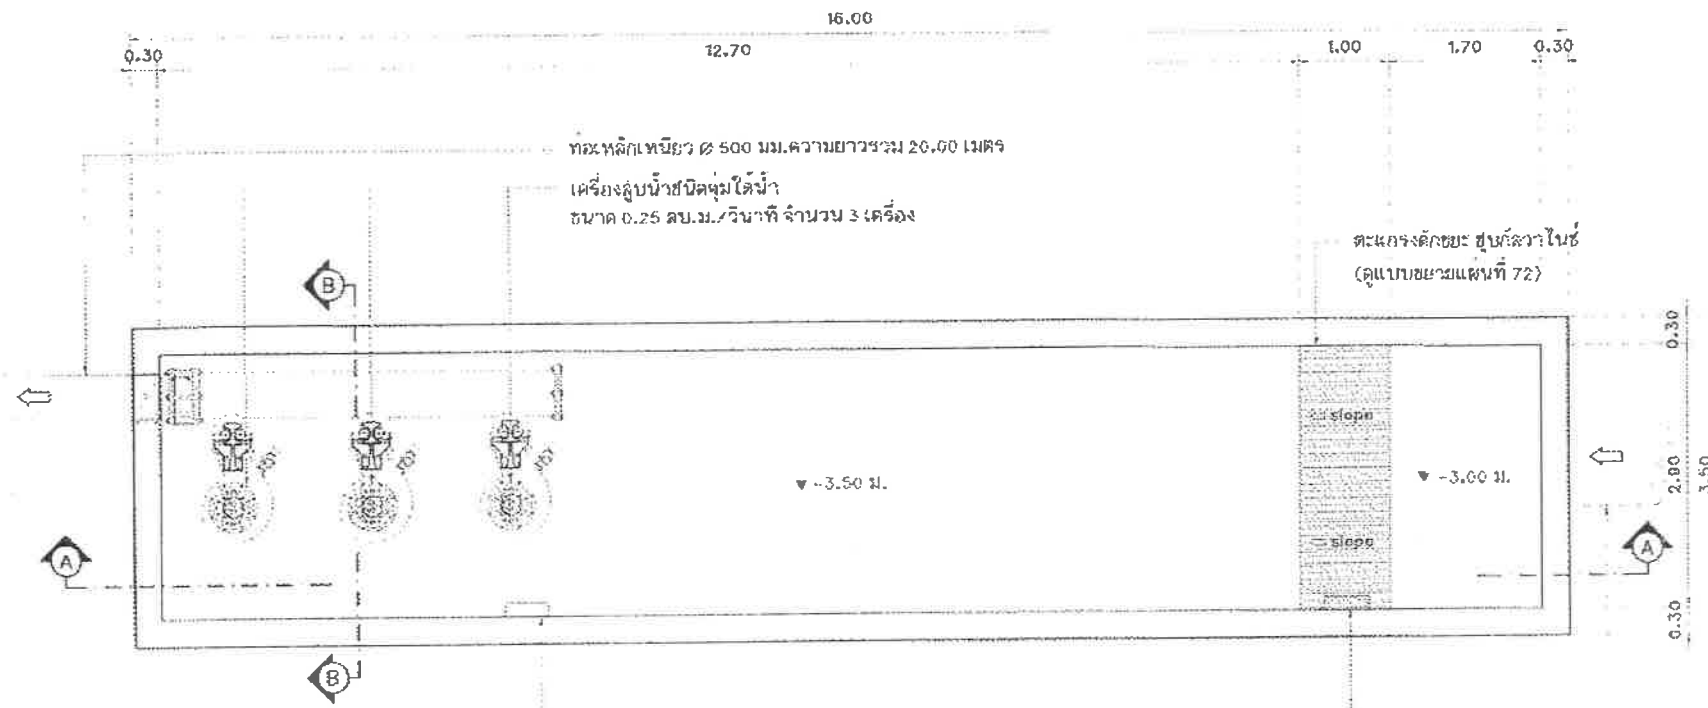 16.00
0.30 12.70 1.00 1.70 0.30
ท่อเหล็กเหนียว Ø 500 มม.ความยาวรวม 20.00 เมตร
เครื่องสูบน้ำชนิดจุ่มใต้น้ำ
ขนาด 0.25 ลบ.ม./วินาที จำนวน 3 เครื่อง
ตะแกรงดักขยะ ชุบกัลวาไนซ์
(ดูแบบขยายแผ่นที่ 72)
B
0.30
slope
▼ -3.50 ม.
▼ -3.00 ม.
2.90
3.50
A
slope
A
0.30
B